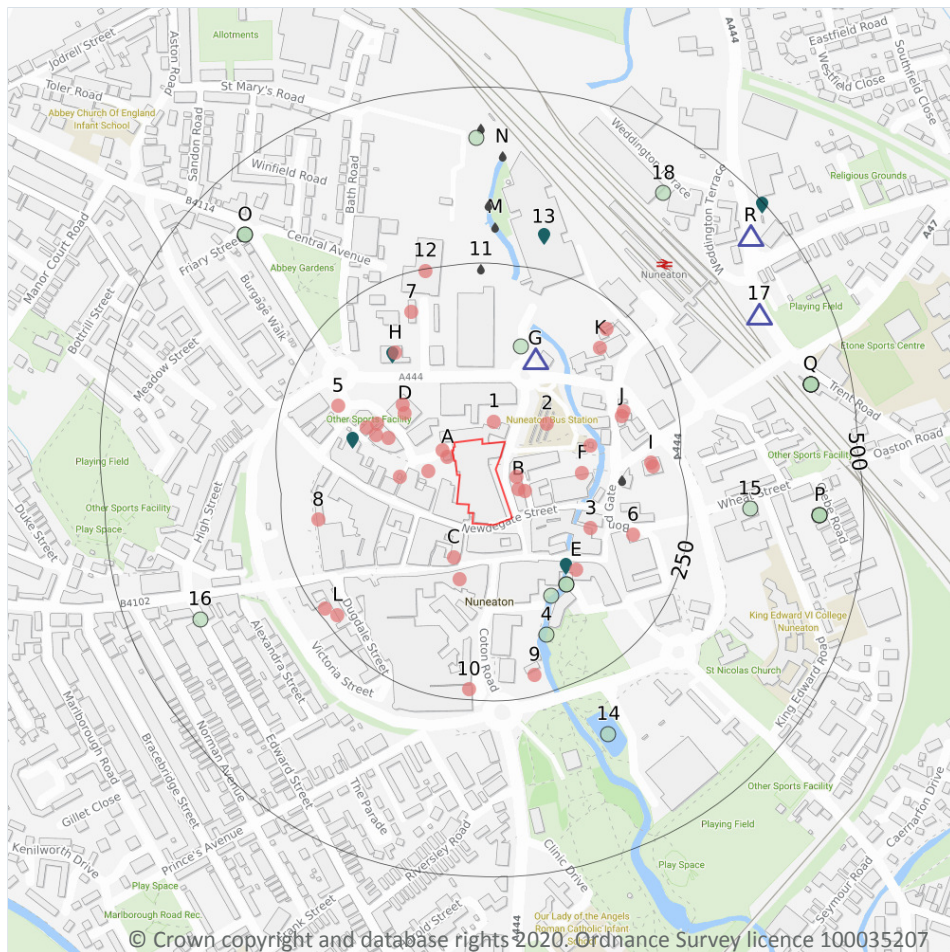 Jodrell Street
Aston Road
Allotments
A444
Eastfield Close
Westfield Close
Southfield Close
Toler Road
St Mary's Road
Abbey Church Of England
Infant School
Sandon Road
N
Weddington Terrace
Winfield Road
Bath Road
18
Religious Grounds
B4114
O
M
13
R
Weddington Terrace
A47
Manor Court Road
Friary Street
Central Avenue
12
11
Abbey Gardens
Nuneaton
Bottrill Street
Burgage Walk
7
17
Playing Field
K
H
G
Etone Sports Centre
Meadow Street
A444
Q
Trent Road
5
D
J
Other Sports Facility
1
2
Nuneaton Bus Station
A
F
I
A444
500
Oaston Road
Playing Field
B
Other Sports Facility
High Street
8
15
P
Other Sports Facility
Play Space
Wheat Street
Glebe Road
Duke Street
Newdegate Street
3
Bond Gate
6
C
E
250
B4102
L
Nuneaton
King Edward VI College
Nuneaton
16
Dugdale Street
4
Alexandra Street
Victoria Street
Coton Road
9
St Nicolas Church
King Edward Road
10
Marlborough Road
14
Norman Avenue
Edward Street
Bracebridge Street
The Parade
Other Sports Facility
Gillet Close
Caernarfon Drive
Playing Field
Prince's Avenue
Riversley Road
Kenilworth Drive
Clinic Drive
Play Space
Seymour Road
Play Space
Marlborough Road Rec.
A444
Our Lady of the Angels
Roman Catholic Infant
© Crown copyright and database rights 2020. Ordnance Survey licence 100035207